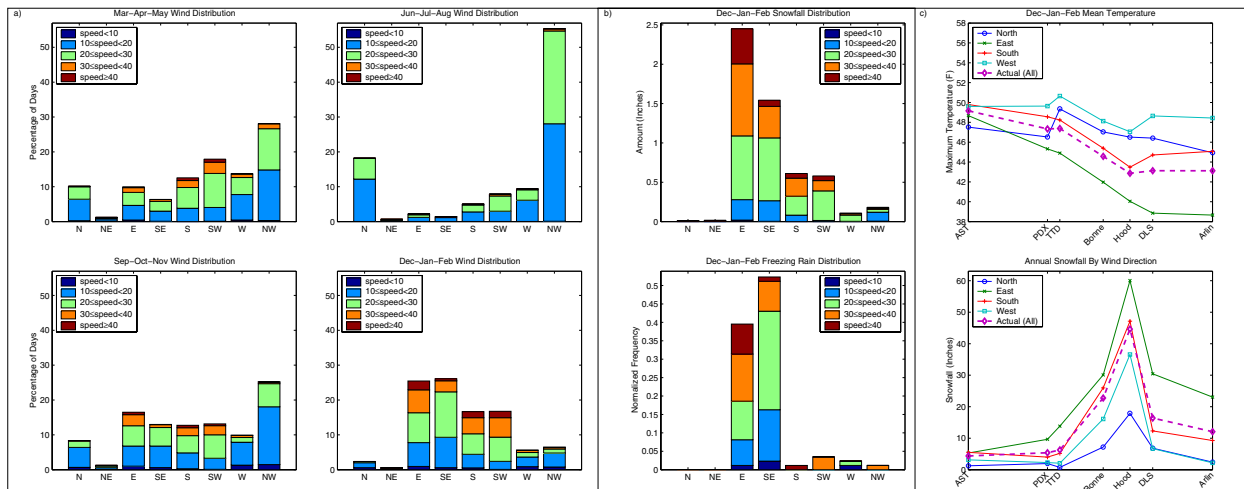 a)
Mar-Apr-May Wind Distribution
Percentage of Days
50
40
30
20
10
0
speed<10
10≤speed<20
20≤speed<30
30≤speed<40
speed≥40
N NE E SE S SW W NW
Jun-Jul-Aug Wind Distribution
50
40
30
20
10
0
speed<10
10≤speed<20
20≤speed<30
30≤speed<40
speed≥40
N NE E SE S SW W NW
Sep-Oct-Nov Wind Distribution
Percentage of Days
50
40
30
20
10
0
speed<10
10≤speed<20
20≤speed<30
30≤speed<40
speed≥40
N NE E SE S SW W NW
Dec-Jan-Feb Wind Distribution
50
40
30
20
10
0
speed<10
10≤speed<20
20≤speed<30
30≤speed<40
speed≥40
N NE E SE S SW W NW
b)
Dec-Jan-Feb Snowfall Distribution
Amount (Inches)
2.5
2
1.5
1
0.5
0
speed<10
10≤speed<20
20≤speed<30
30≤speed<40
speed≥40
N NE E SE S SW W NW
Dec-Jan-Feb Freezing Rain Distribution
Normalized Frequency
0.5
0.45
0.4
0.35
0.3
0.25
0.2
0.15
0.1
0.05
0
speed<10
10≤speed<20
20≤speed<30
30≤speed<40
speed≥40
N NE E SE S SW W NW
c)
Dec-Jan-Feb Mean Temperature
Maximum Temperature (F)
58
56
54
52
50
48
46
44
42
40
38
North
East
South
West
Actual (All)
AST PDX TTD Bonne Hood DLS Arlin
Annual Snowfall By Wind Direction
Snowfall (Inches)
60
50
40
30
20
10
0
North
East
South
West
Actual (All)
AST PDX TTD Bonne Hood DLS Arlin